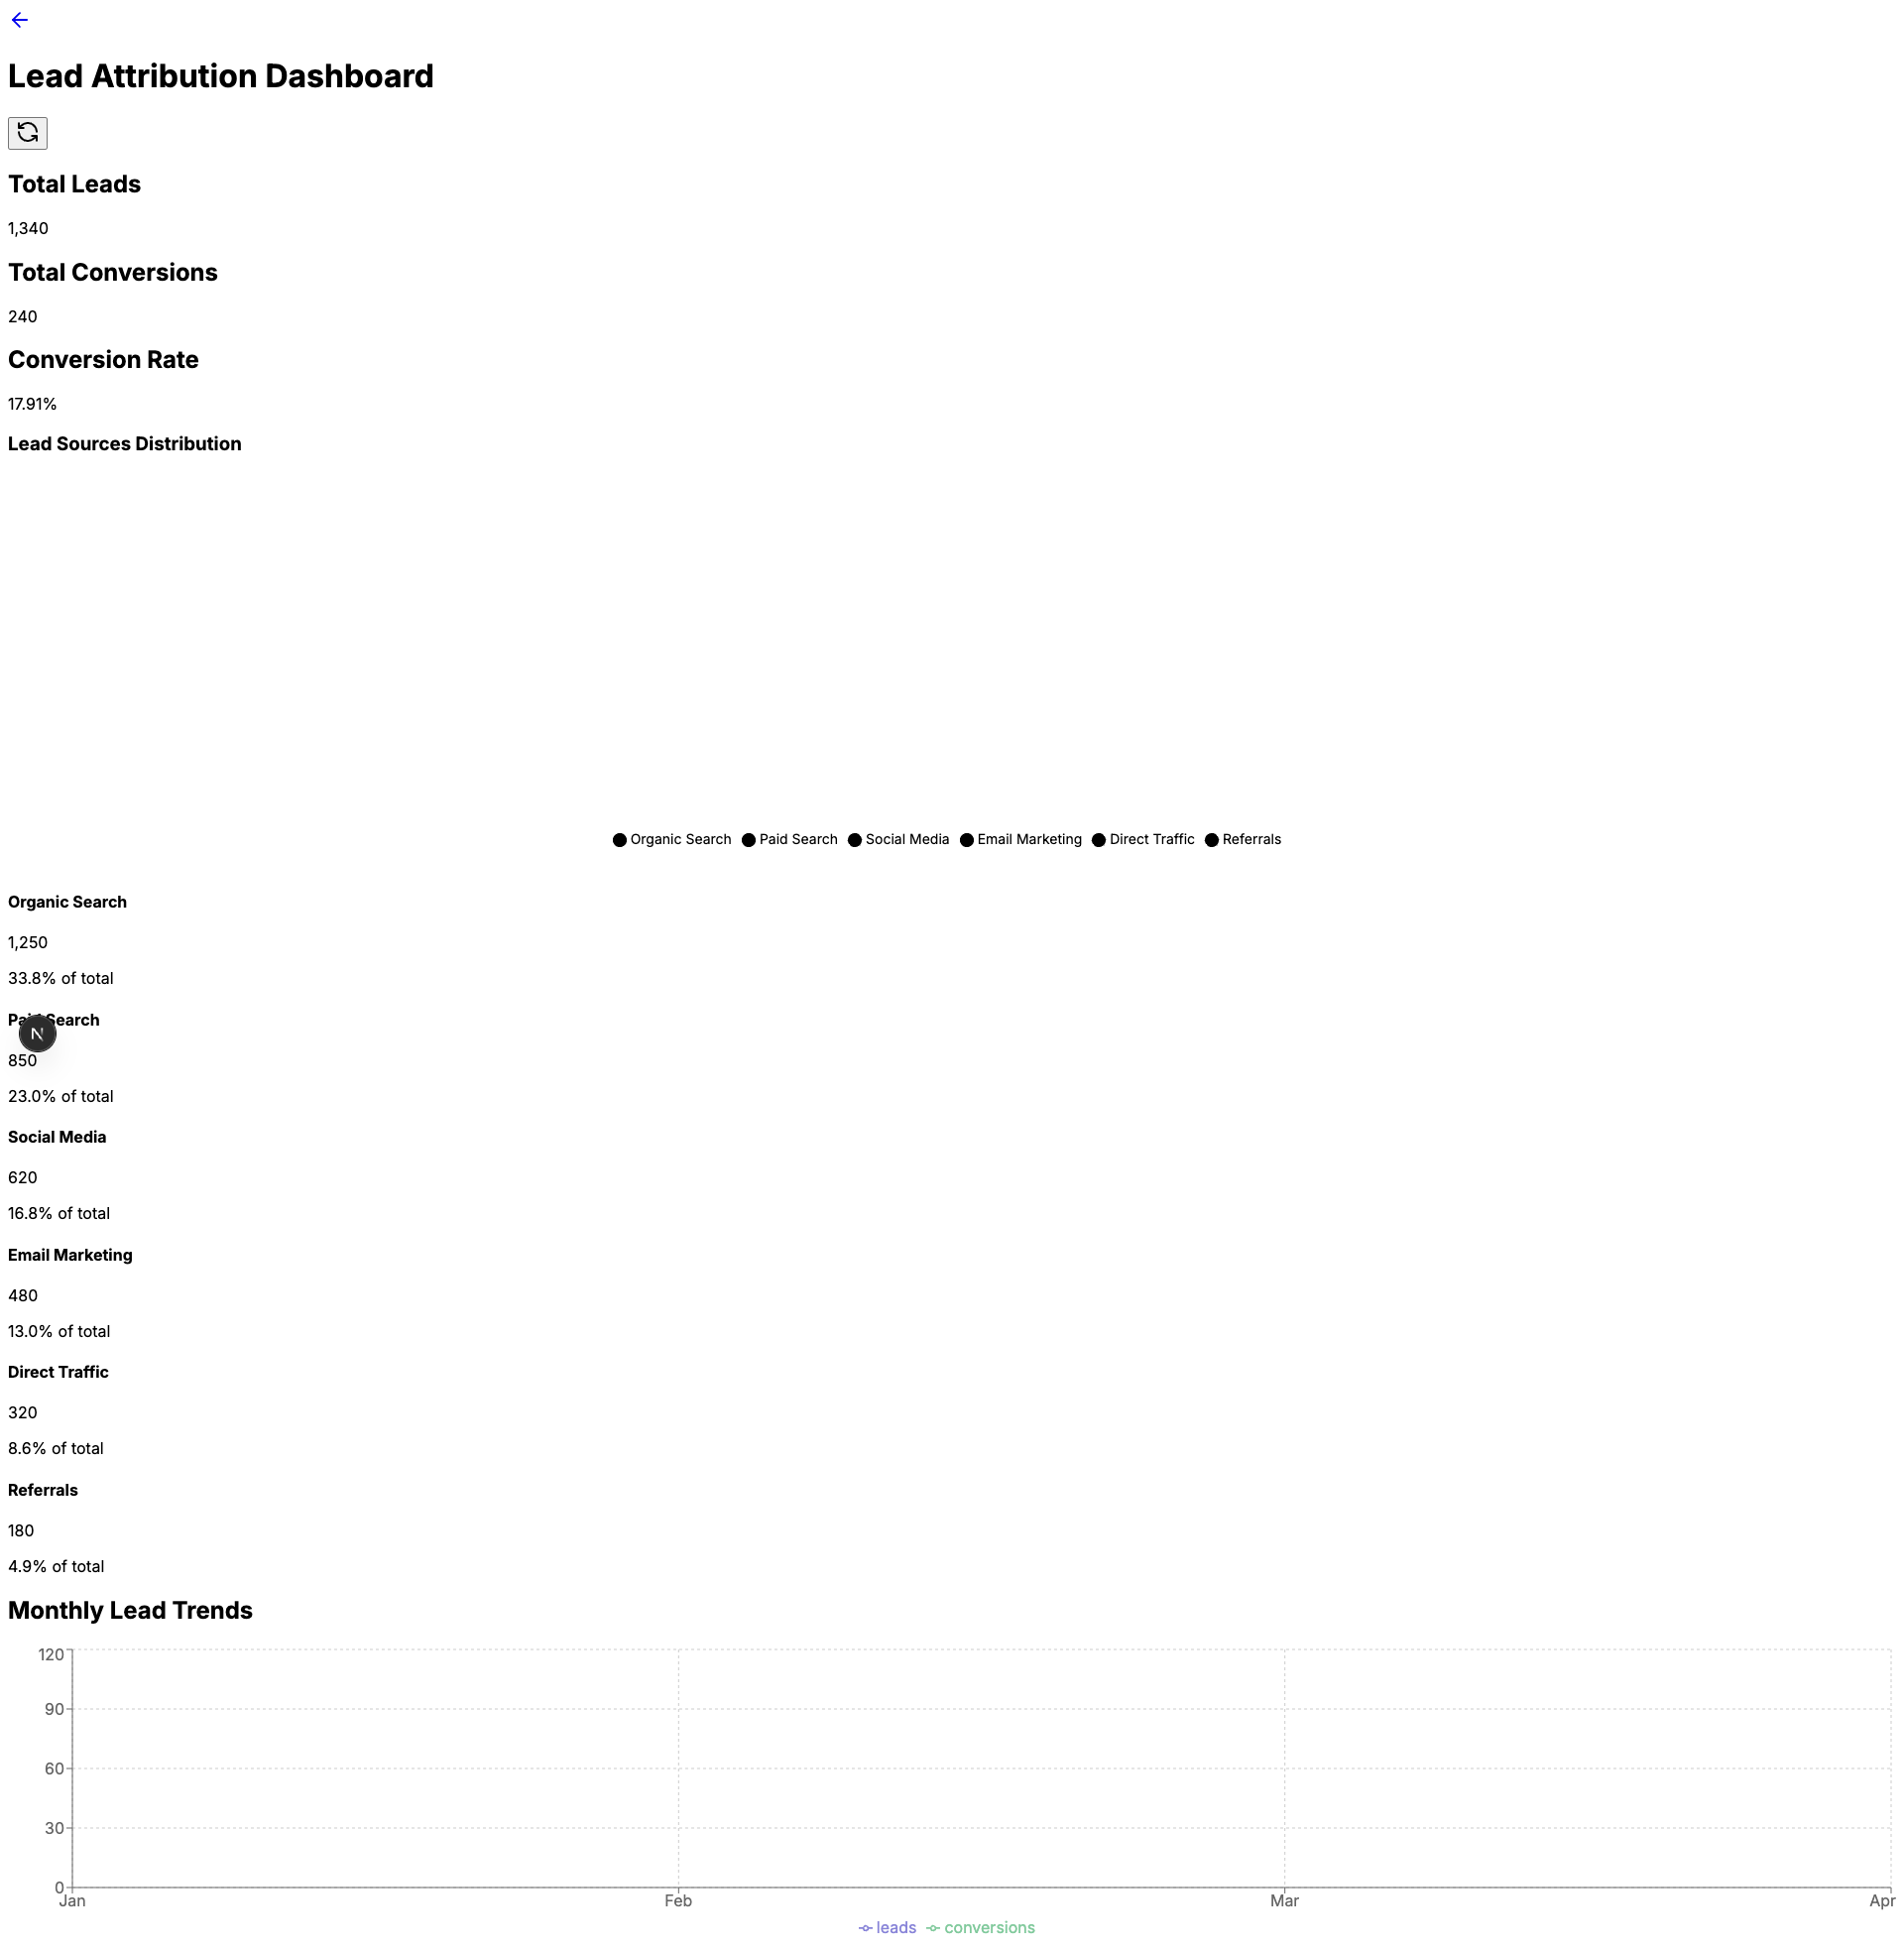 Lead Attribution Dashboard
Total Leads
1,340
Total Conversions
240
Conversion Rate
17.91%
Lead Sources Distribution
Organic Search Paid Search Social Media Email Marketing Direct Traffic Referrals
Organic Search
1,250
33.8% of total
Paid Search
N
850
23.0% of total
Social Media
620
16.8% of total
Email Marketing
480
13.0% of total
Direct Traffic
320
8.6% of total
Referrals
180
4.9% of total
Monthly Lead Trends
120
90
60
30
0
Jan Feb Mar Apr
leads conversions